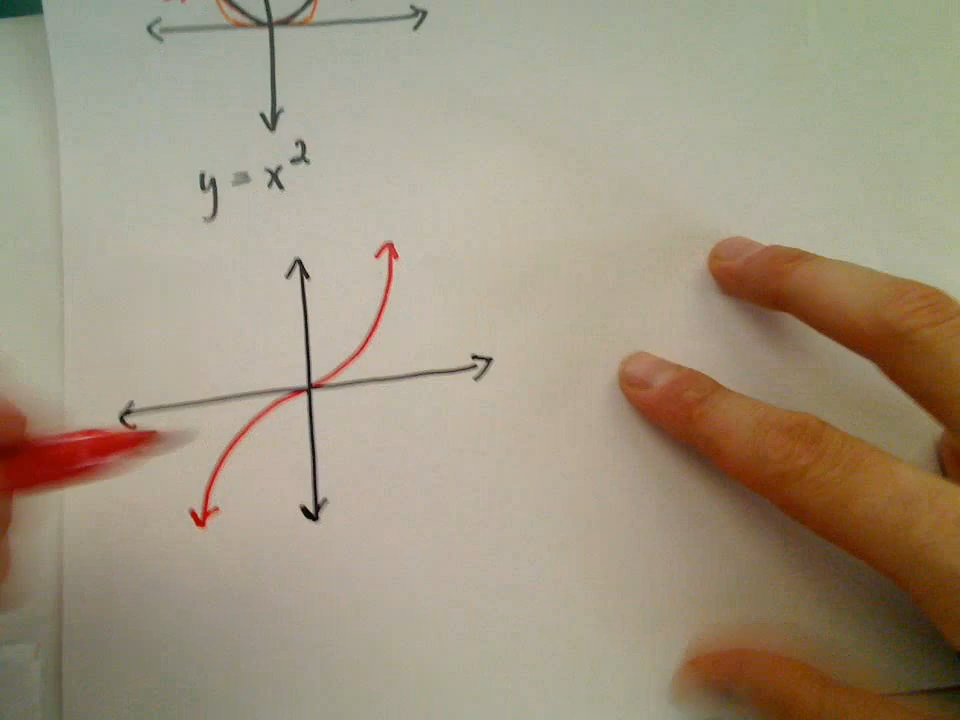 y = x²